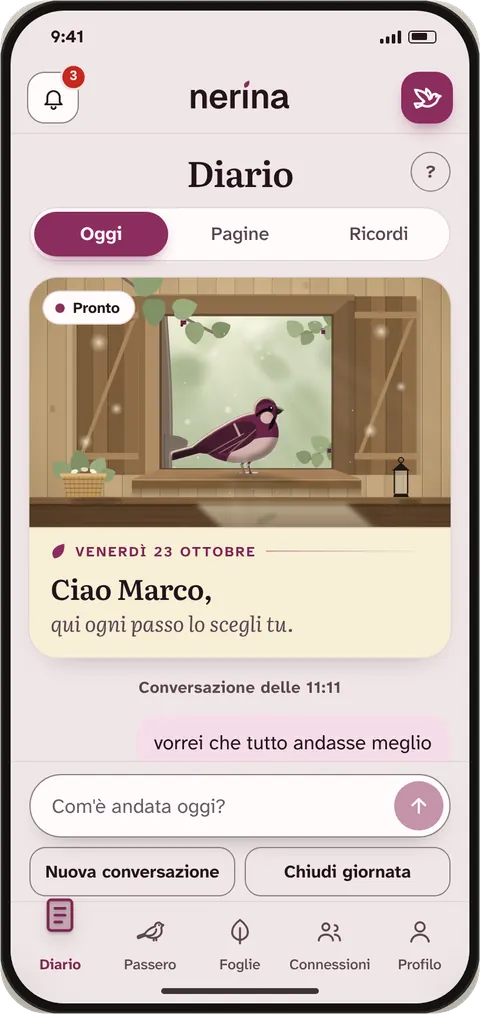 9:41
3
nerina
Diario
?
Oggi
Pagine
Ricordi
Pronto
VENERDÌ 23 OTTOBRE
Ciao Marco,
qui ogni passo lo scegli tu.
Conversazione delle 11:11
vorrei che tutto andasse meglio
Com'è andata oggi?
Nuova conversazione
Chiudi giornata
Diario
Passero
Foglie
Connessioni
Profilo